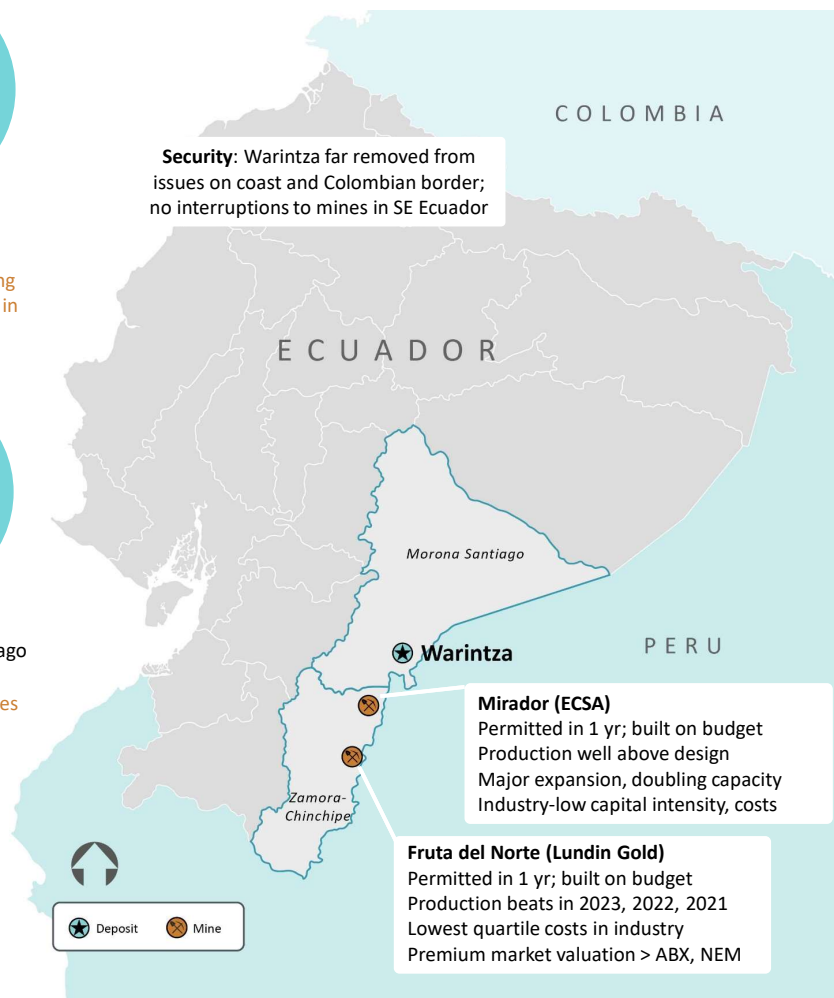 COLOMBIA
Security: Warintza far removed from
issues on coast and Colombian border;
no interruptions to mines in SE Ecuador
in
ECUADOR
Morona Santiago
PERU
Warintza
Mirador (ECSA)
Permitted in 1 yr; built on budget
Production well above design
Major expansion, doubling capacity
Industry-low capital intensity, costs
Zamora-
Chinchipe
Fruta del Norte (Lundin Gold)
Permitted in 1 yr; built on budget
Production beats in 2023, 2022, 2021
Lowest quartile costs in industry
Premium market valuation > ABX, NEM
Deposit
Mine